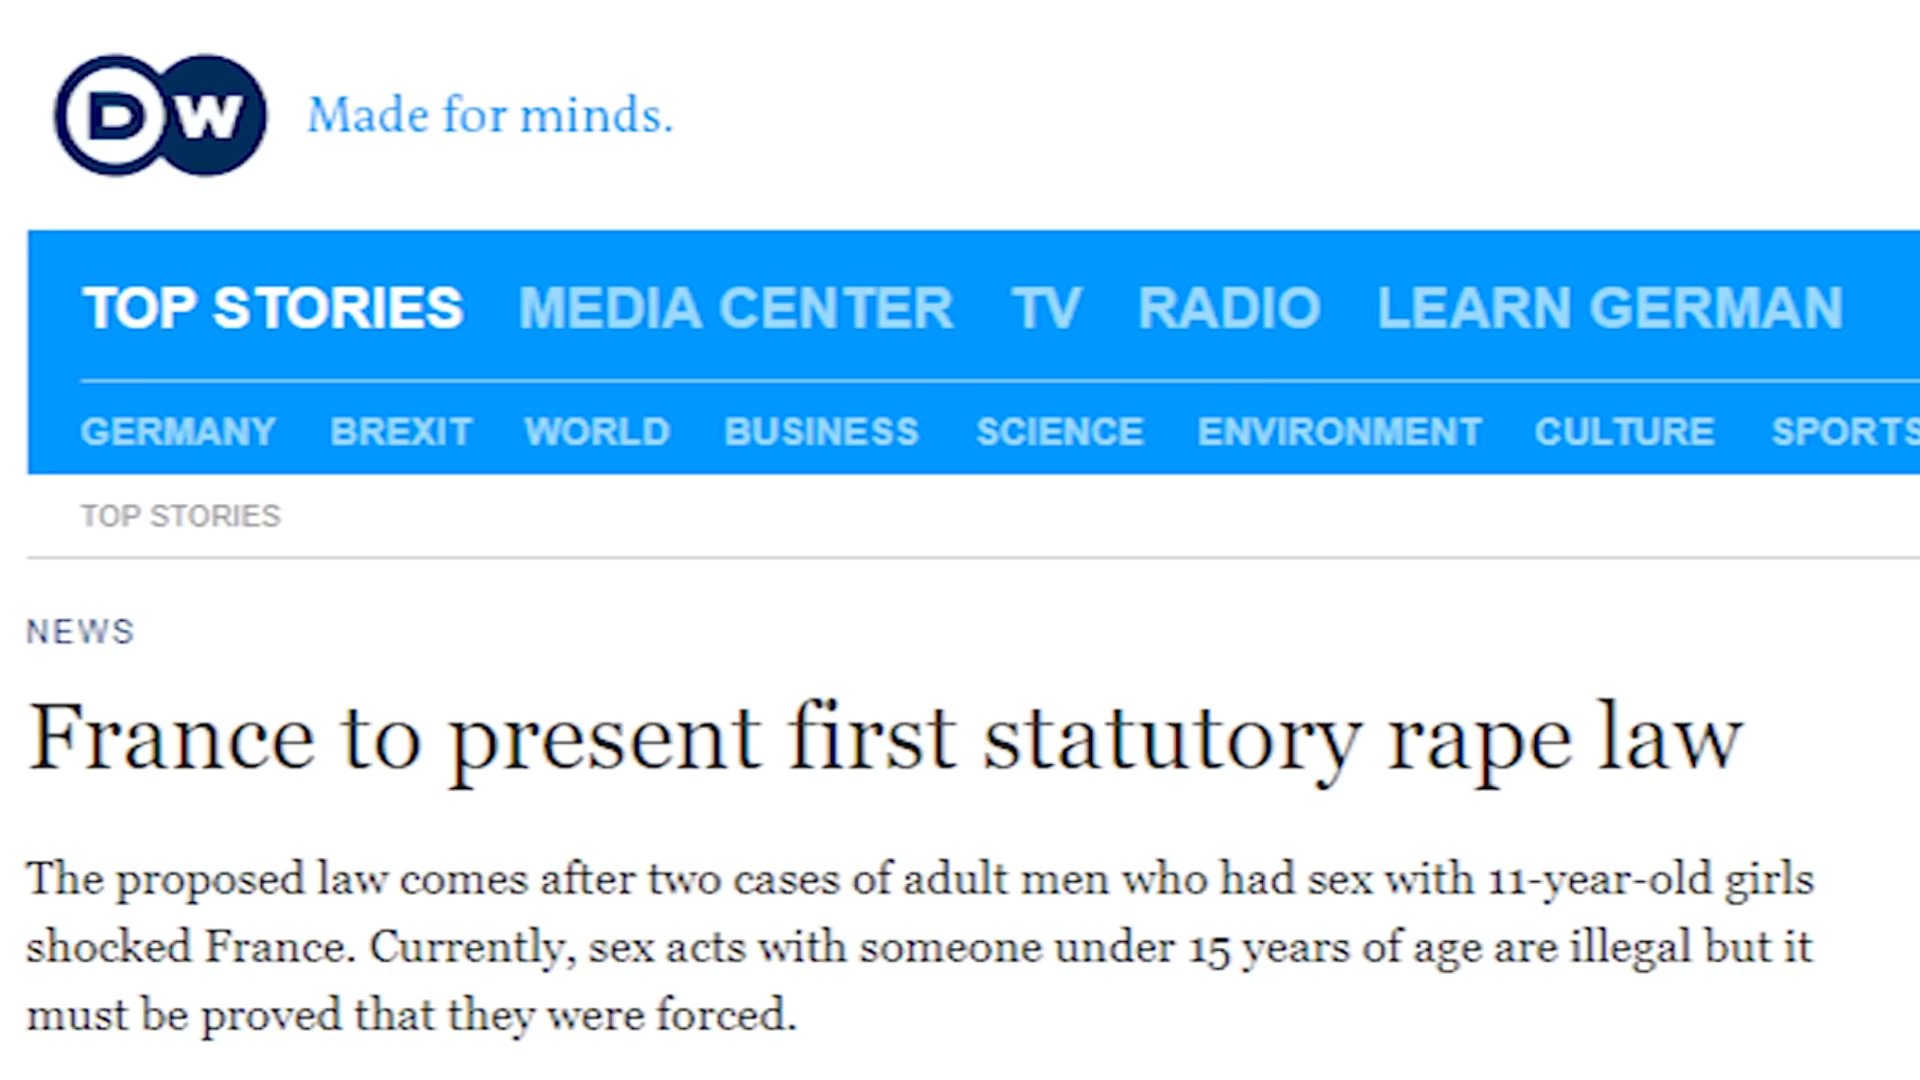 DW Made for minds.
TOP STORIES MEDIA CENTER TV RADIO LEARN GERMAN
GERMANY BREXIT WORLD BUSINESS SCIENCE ENVIRONMENT CULTURE SPORTS
TOP STORIES
NEWS
France to present first statutory rape law
The proposed law comes after two cases of adult men who had sex with 11-year-old girls
shocked France. Currently, sex acts with someone under 15 years of age are illegal but it
must be proved that they were forced.